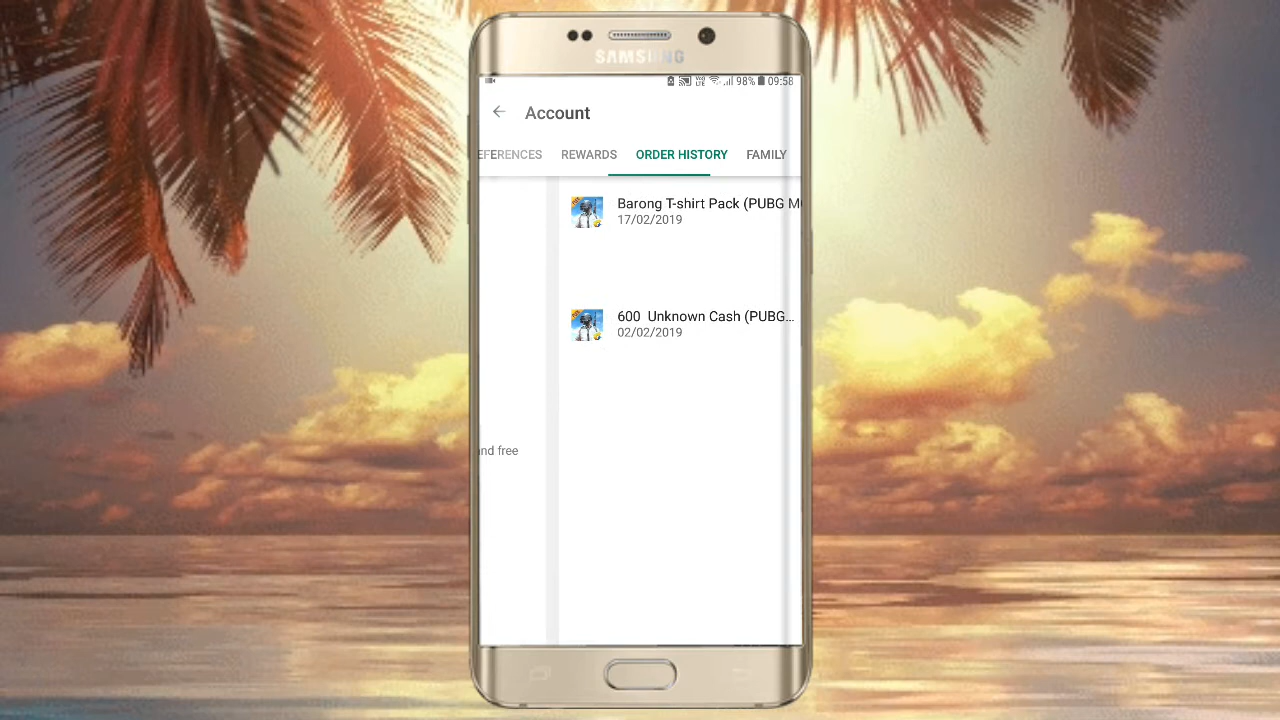 SAMSUNG
98% 09:58
Account
EFERENCES REWARDS ORDER HISTORY FAMILY
Barong T-shirt Pack (PUBG M
17/02/2019
600 Unknown Cash (PUBG...
02/02/2019
nd free